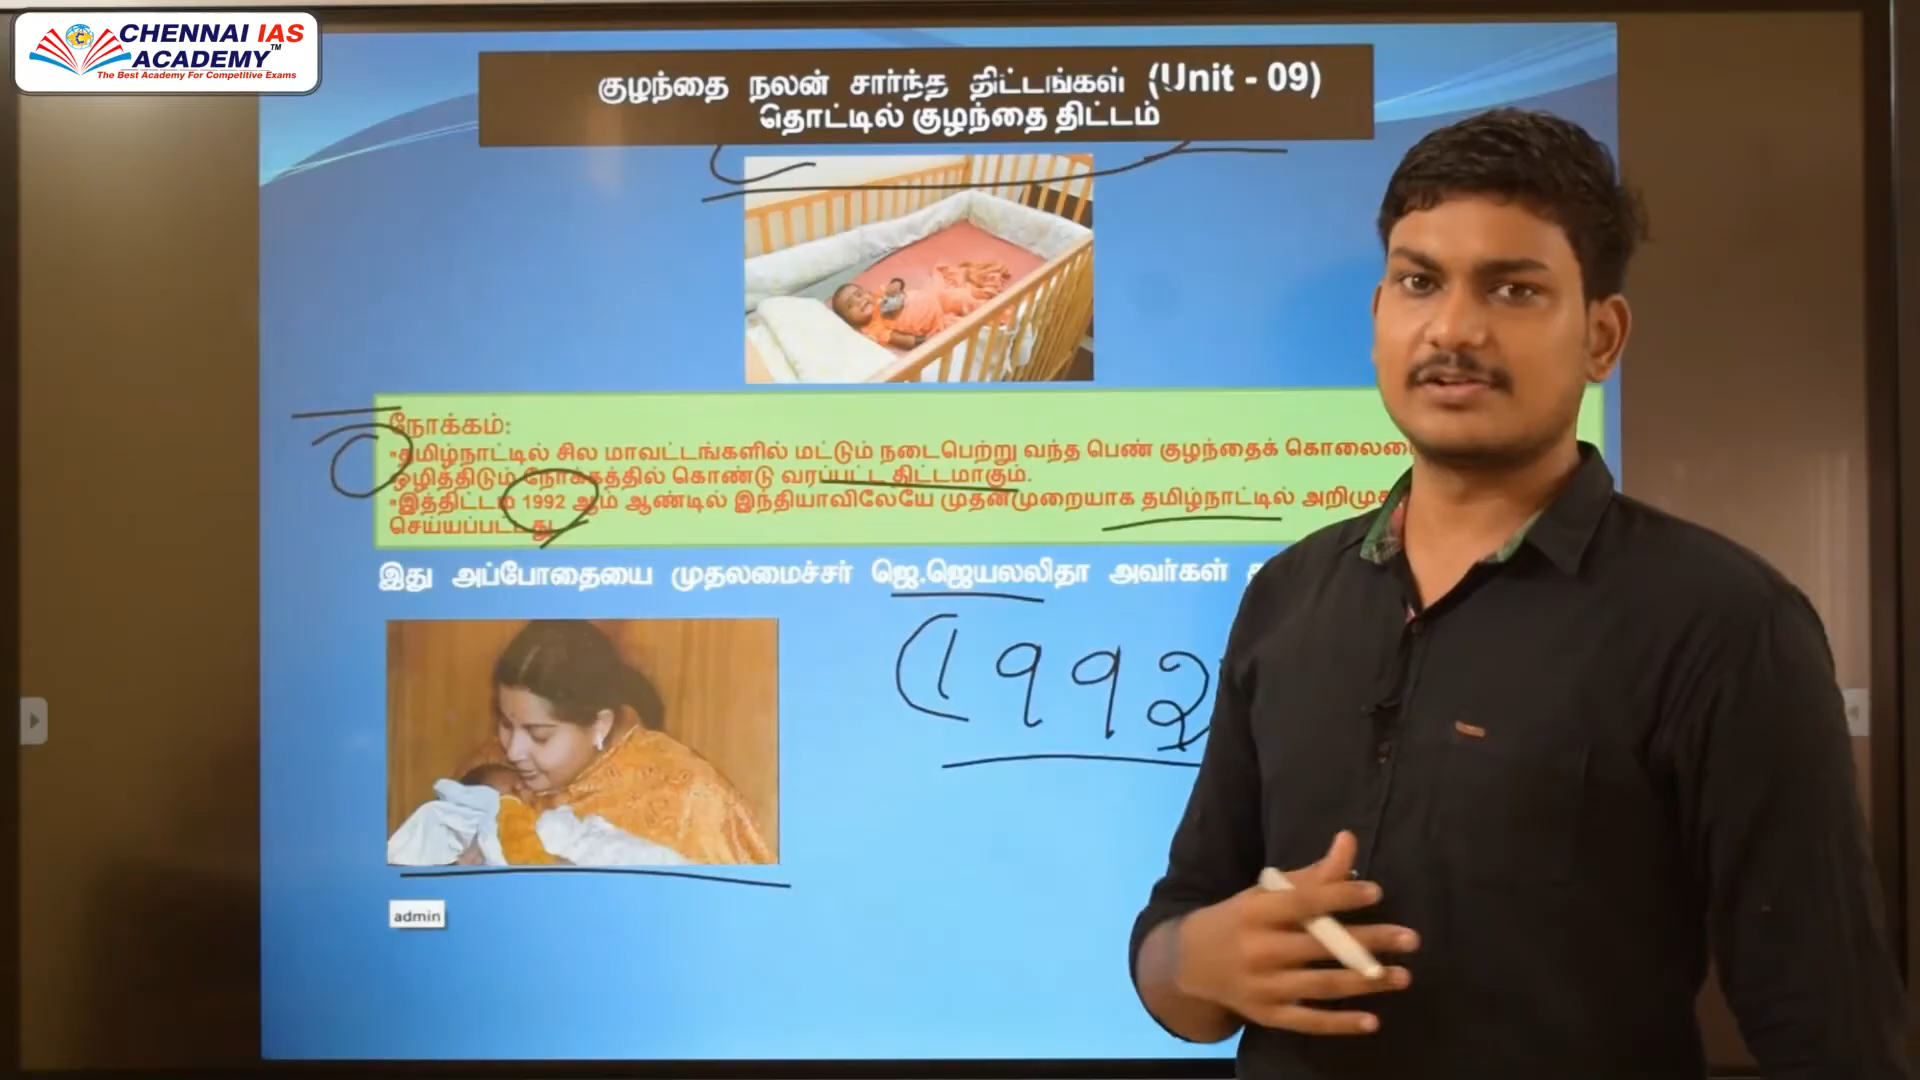 CHENNAI IAS
ACADEMY™
The Best Academy For Competitive Exams
குழந்தை நலன் சார்ந்த திட்டங்கள் (Unit - 09)
தொட்டில் குழந்தை திட்டம்
நோக்கம்:
•தமிழ்நாட்டில் சில மாவட்டங்களில் மட்டும் நடைபெற்று வந்த பெண் குழந்தைக்
ஒழித்திடும் நோக்கத்தில் கொண்டு வரப்பட்ட திட்டமாகும்.
•இத்திட்டம் 1992 ஆம் ஆண்டில் இந்தியாவிலேயே முதன்முறையாக தமிழ்நாட்டில்
செய்யப்பட்டது
இது அப்போதையை முதலமைச்சர் ஜெ.ஜெயலலிதா அவர்கள்
1992
admin